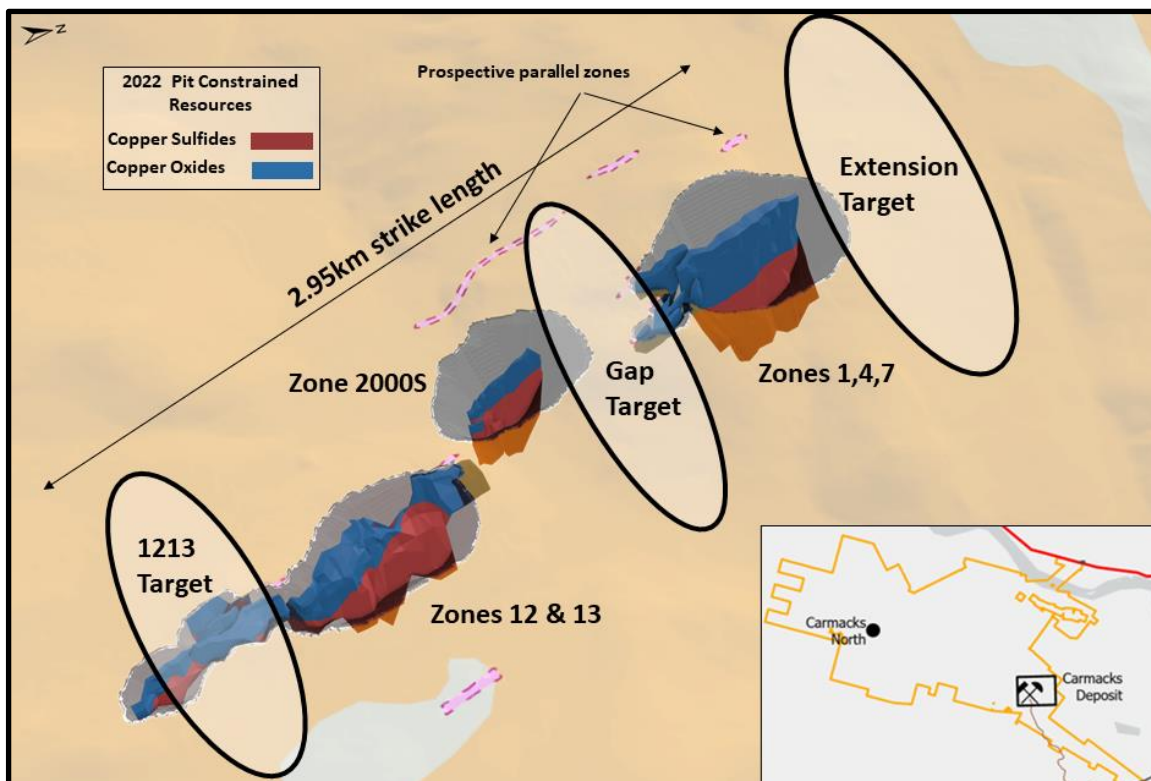 N
2022 Pit Constrained
Resources
Copper Sulfides
Copper Oxides
Prospective parallel zones
2.95km strike length
Extension
Target
Zone 2000S
Gap
Target
Zones 1,4,7
1213
Target
Zones 12 & 13
Carmacks
North
Carmacks
Deposit